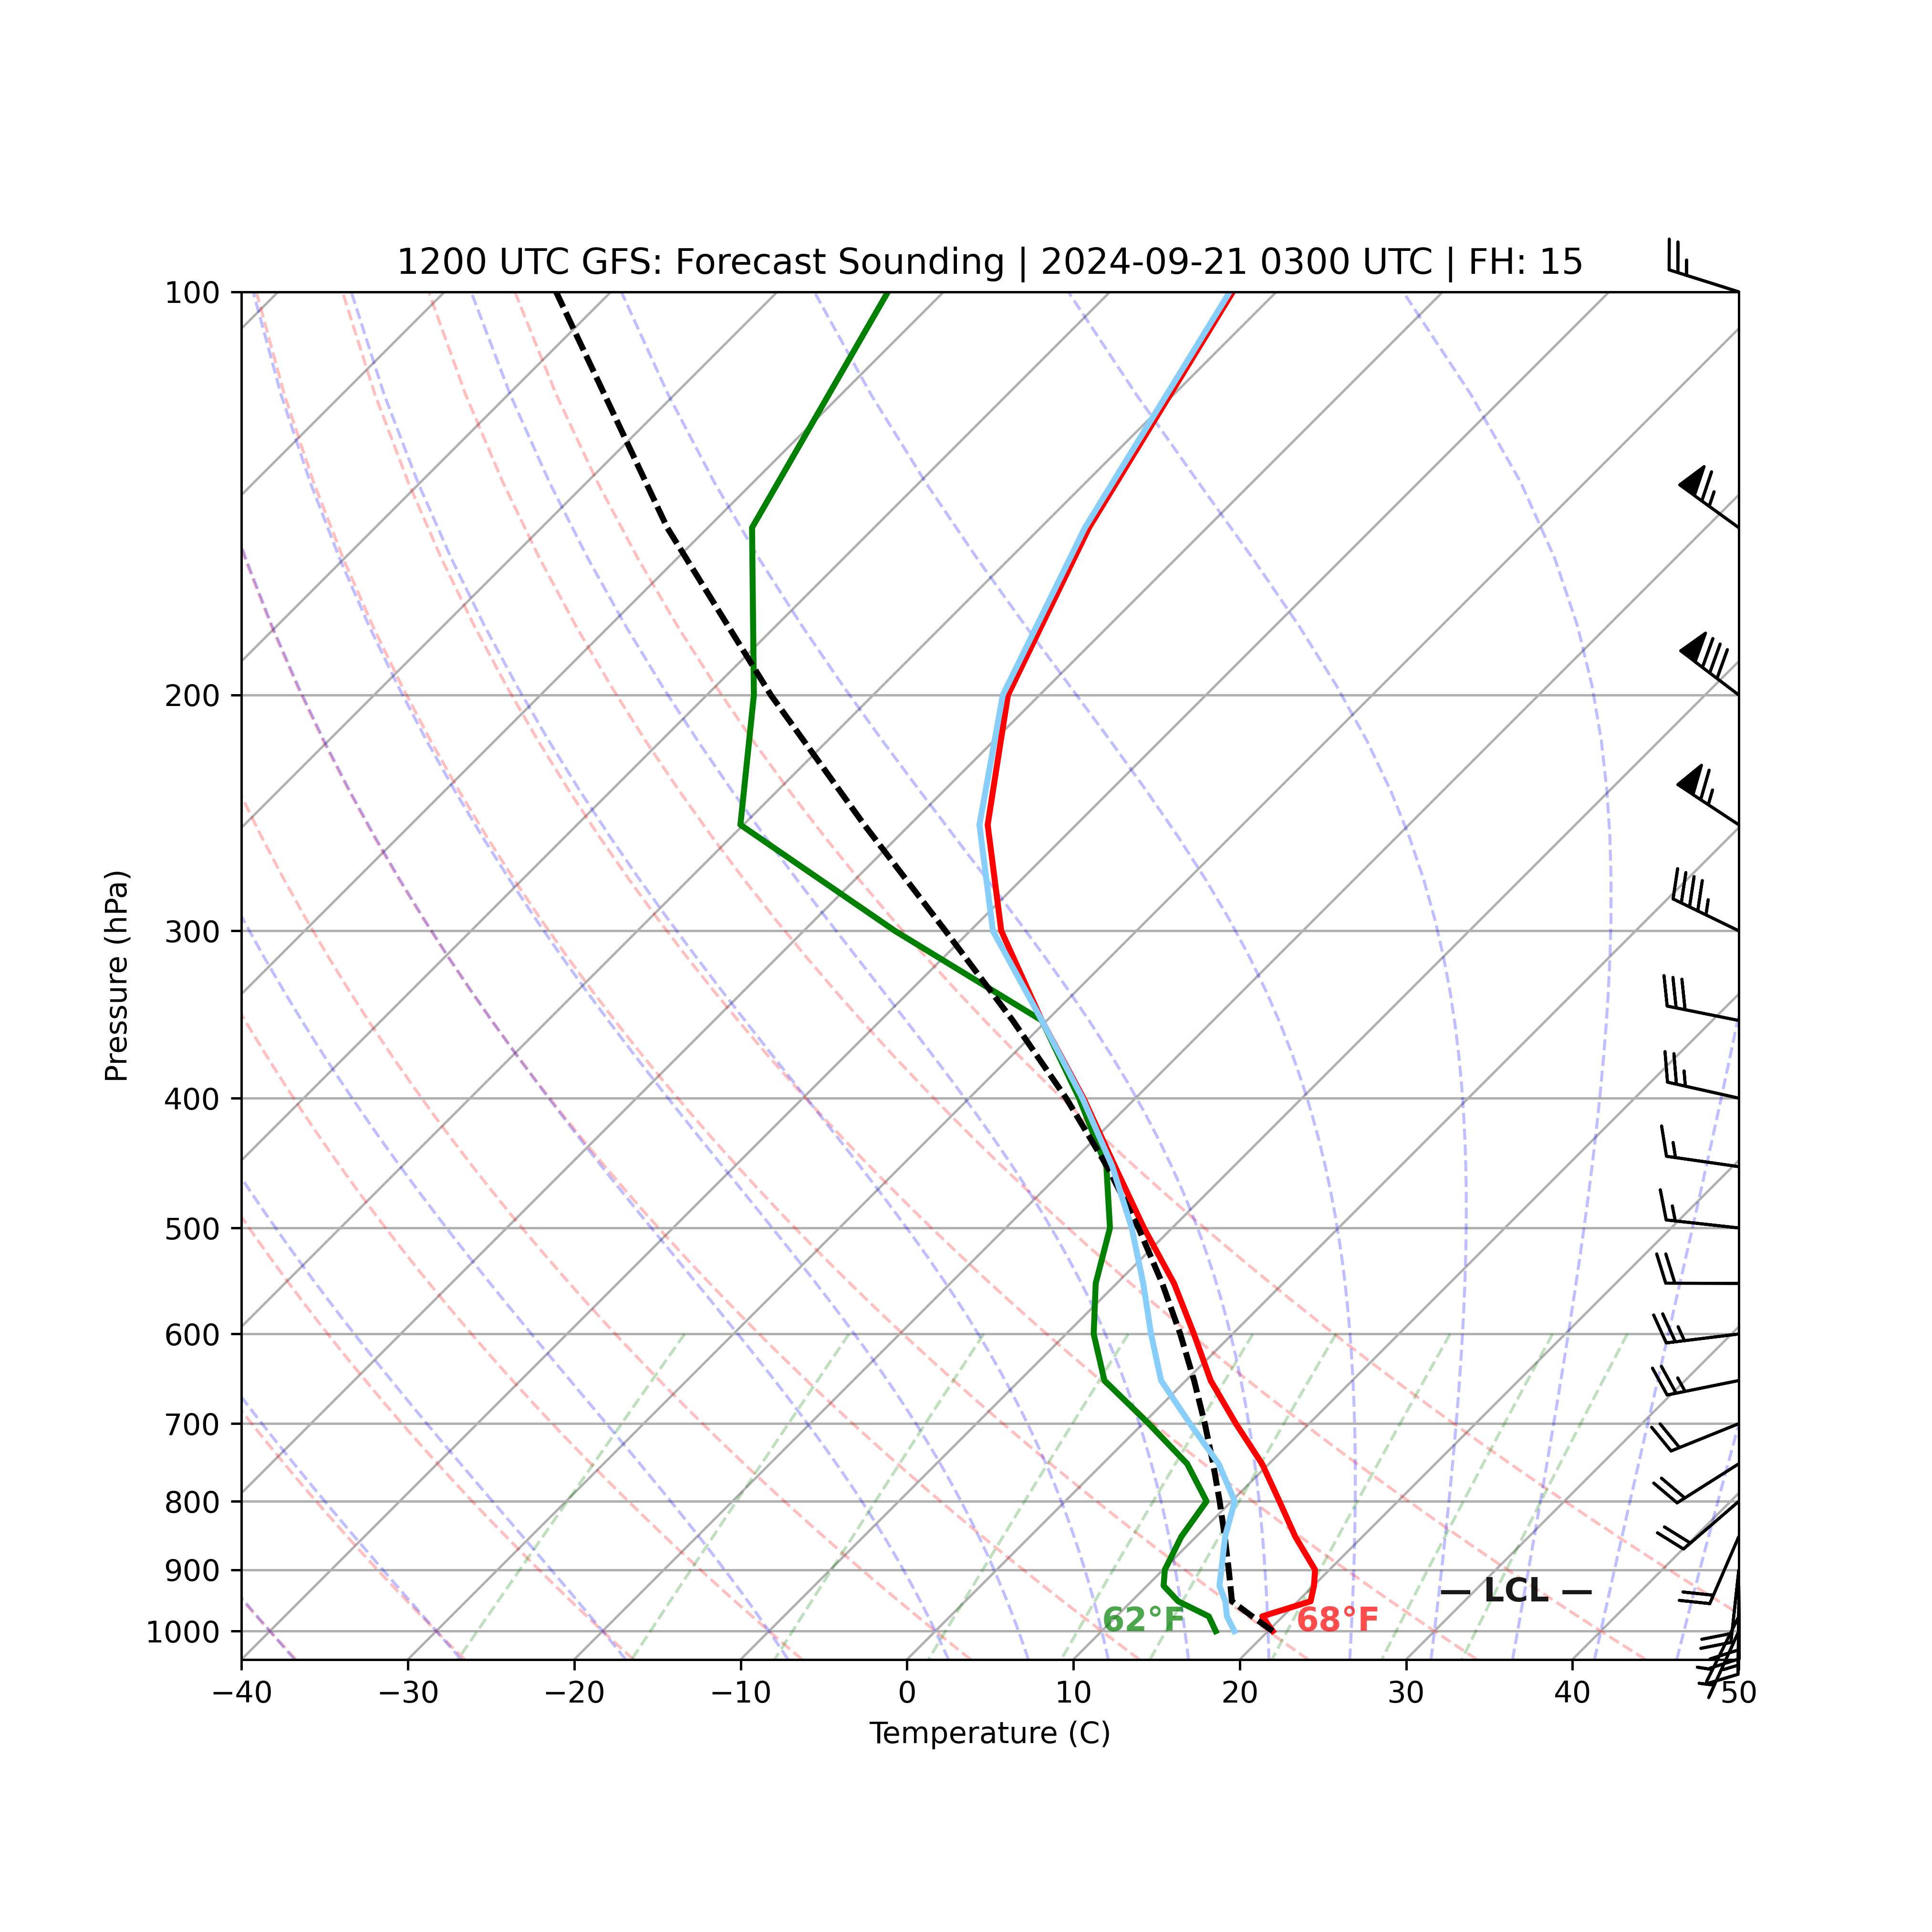 1200 UTC GFS: Forecast Sounding | 2024-09-21 0300 UTC | FH: 15
100
200
300
400
500
600
700
800
900
1000
Pressure (hPa)
— LCL —
62°F
68°F
−40 −30 −20 −10 0 10 20 30 40 50
Temperature (C)